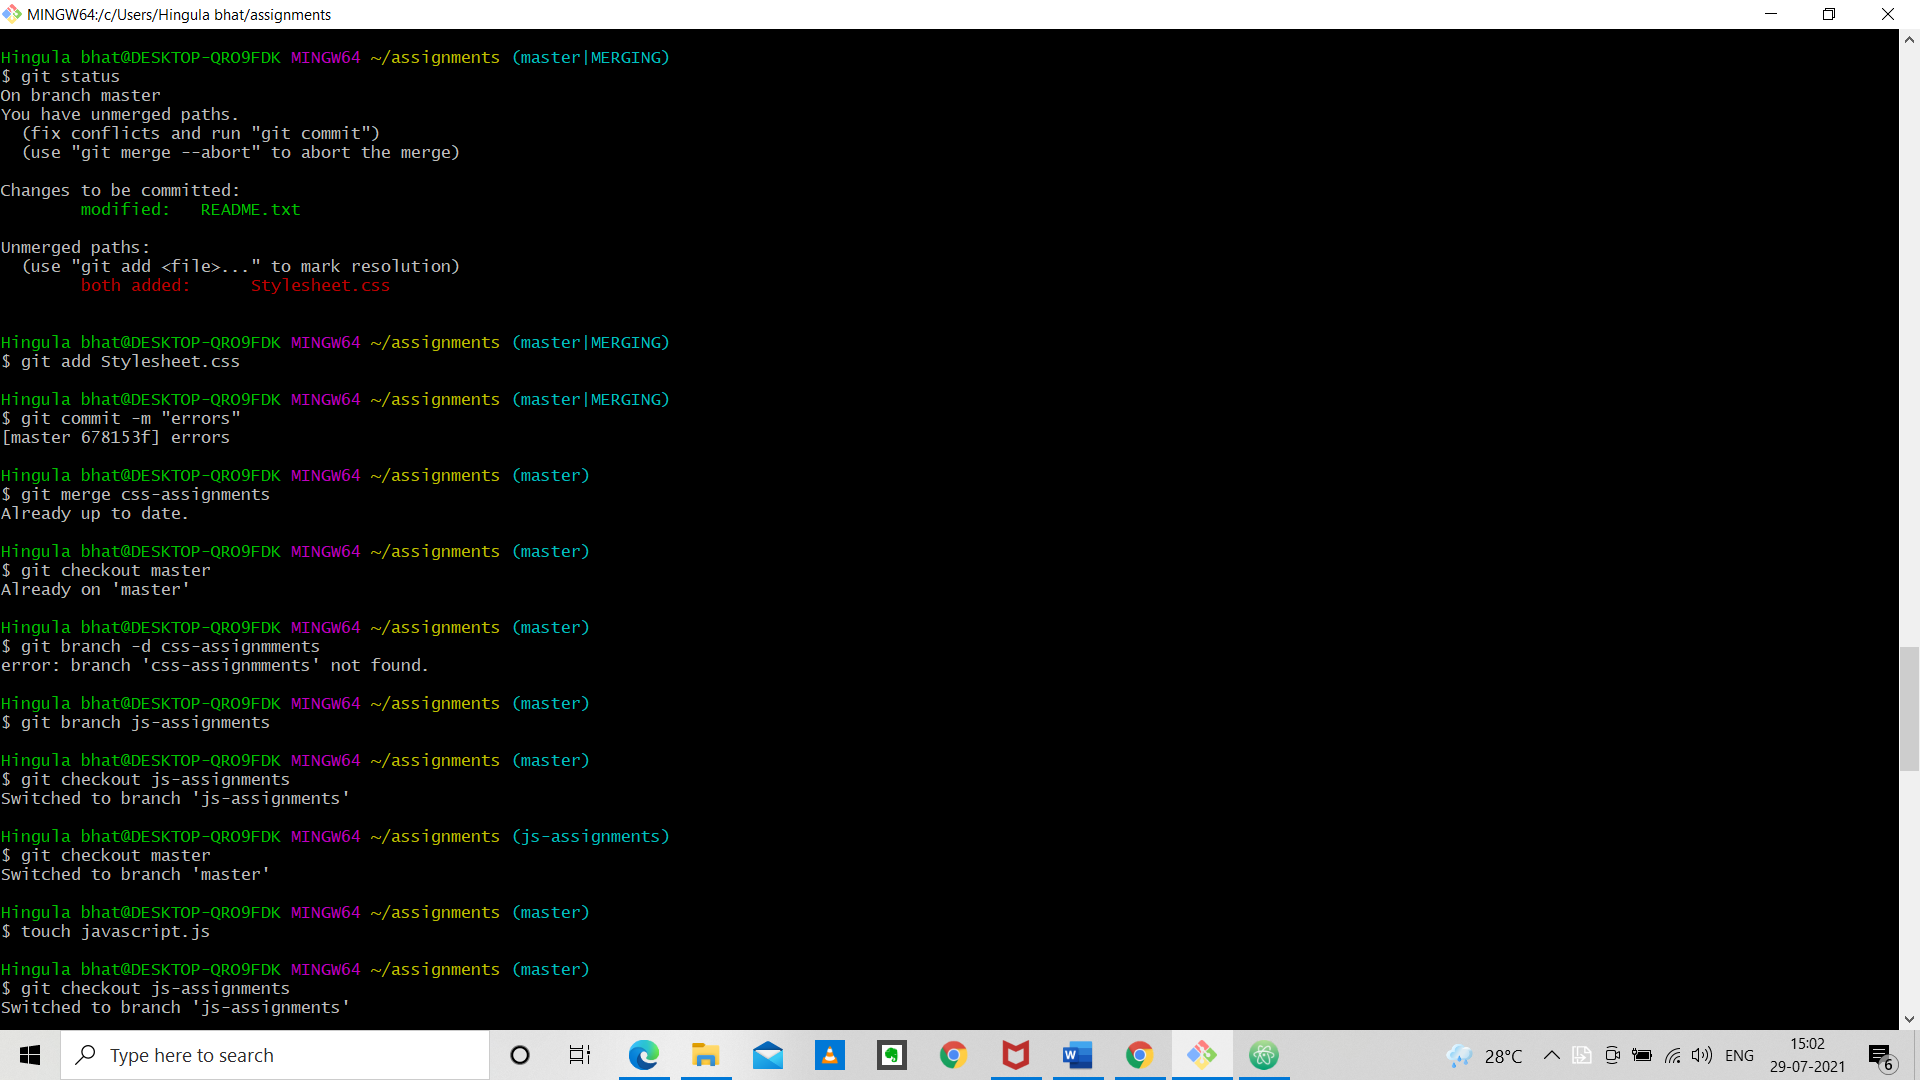 MINGW64:/c/Users/Hingula bhat/assignments
Hingula bhat@DESKTOP-QRO9FDK MINGW64 ~/assignments (master|MERGING)
$ git status
On branch master
You have unmerged paths.
  (fix conflicts and run "git commit")
  (use "git merge --abort" to abort the merge)
Changes to be committed:
        modified:   README.txt
Unmerged paths:
  (use "git add <file>..." to mark resolution)
        both added:      Stylesheet.css
Hingula bhat@DESKTOP-QRO9FDK MINGW64 ~/assignments (master|MERGING)
$ git add Stylesheet.css
Hingula bhat@DESKTOP-QRO9FDK MINGW64 ~/assignments (master|MERGING)
$ git commit -m "errors"
[master 678153f] errors
Hingula bhat@DESKTOP-QRO9FDK MINGW64 ~/assignments (master)
$ git merge css-assignments
Already up to date.
Hingula bhat@DESKTOP-QRO9FDK MINGW64 ~/assignments (master)
$ git checkout master
Already on 'master'
Hingula bhat@DESKTOP-QRO9FDK MINGW64 ~/assignments (master)
$ git branch -d css-assignmments
error: branch 'css-assignmments' not found.
Hingula bhat@DESKTOP-QRO9FDK MINGW64 ~/assignments (master)
$ git branch js-assignments
Hingula bhat@DESKTOP-QRO9FDK MINGW64 ~/assignments (master)
$ git checkout js-assignments
Switched to branch 'js-assignments'
Hingula bhat@DESKTOP-QRO9FDK MINGW64 ~/assignments (js-assignments)
$ git checkout master
Switched to branch 'master'
Hingula bhat@DESKTOP-QRO9FDK MINGW64 ~/assignments (master)
$ touch javascript.js
Hingula bhat@DESKTOP-QRO9FDK MINGW64 ~/assignments (master)
$ git checkout js-assignments
Switched to branch 'js-assignments'
Type here to search
W
28°C
ENG
15:02
29-07-2021
6